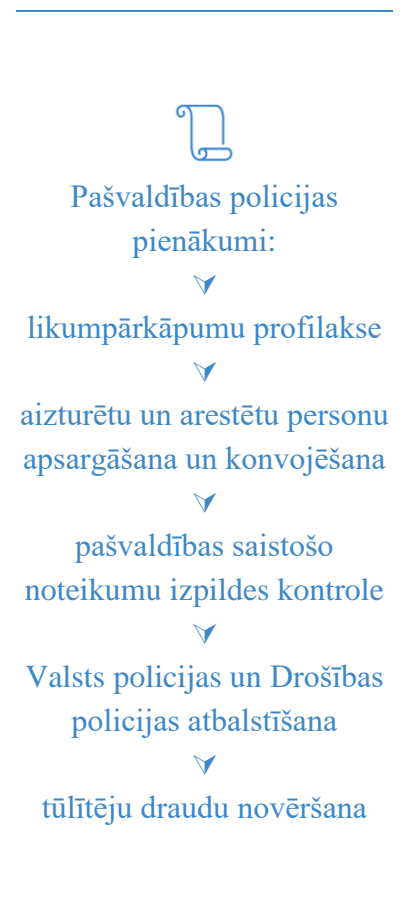 Pašvaldības policijas
pienākumi:
likumpārkāpumu profilakse
aizturētu un arestētu personu
apsargāšana un konvojēšana
pašvaldības saistošo
noteikumu izpildes kontrole
Valsts policijas un Drošības
policijas atbalstīšana
tūlītēju draudu novēršana